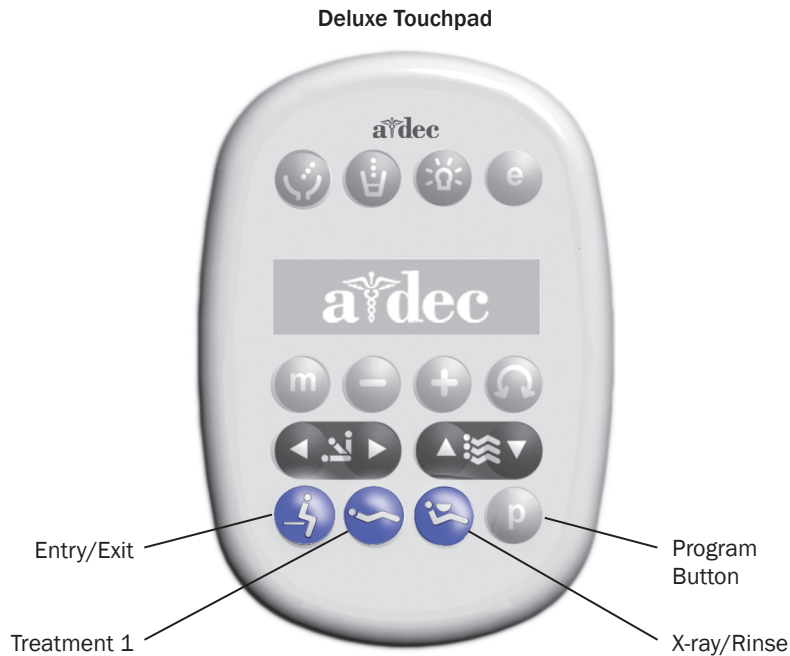 Deluxe Touchpad
a dec
e
a dec
m
p
Entry/Exit
Program
Button
Treatment 1
X-ray/Rinse